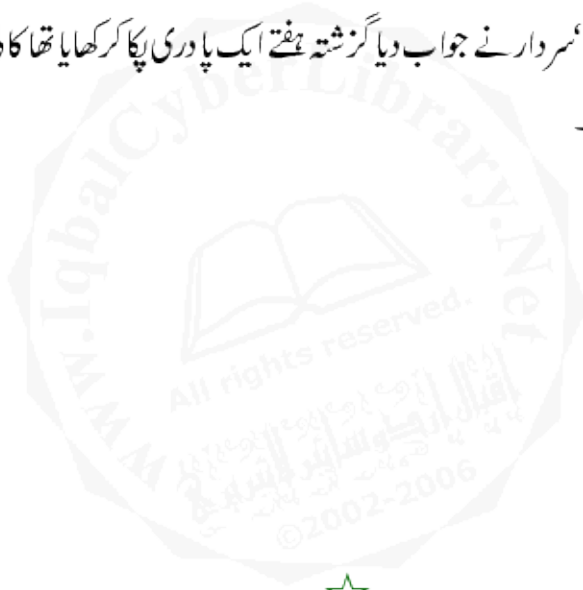 ‘سردار نے جواب دیا گزشتہ ہفتے ایک پادری پکا کر کھایا تھا کا
۔
www.IqbalCyberLibrary.Net
All rights reserved.
©2002-2006